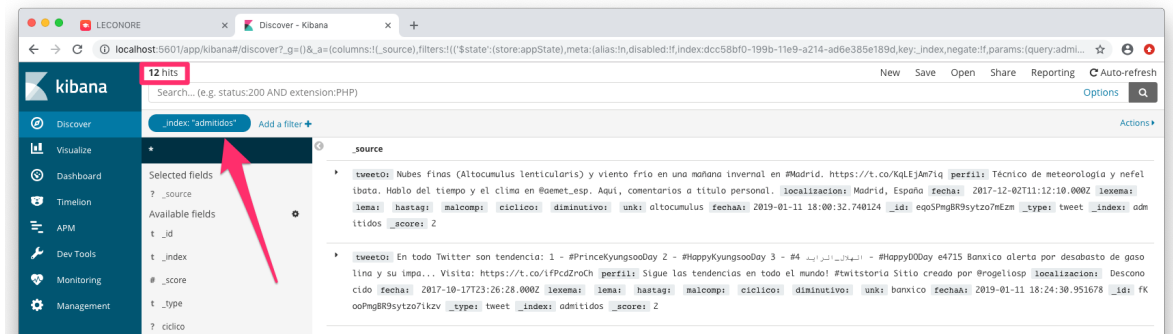 LECONORE
Discover - Kibana
localhost:5601/app/kibana#/discover?_g=()&_a=(columns:!(_source),filters:!(('$state':(store:appState),meta:(alias:!n,disabled:!f,index:dcc58bf0-199b-11e9-a214-ad6e385e189d,key:_index,negate:!f,params:(query:admi...
kibana
12 hits
New Save Open Share Reporting Auto-refresh
Search... (e.g. status:200 AND extension:PHP)
Options
_index: "admitidos"
Add a filter +
Actions
Discover
Visualize
Dashboard
Timelion
APM
Dev Tools
Monitoring
Management
*
Selected fields
? _source
Available fields
t _id
t _index
# _score
t _type
? ciclico
_source
tweetO: Nubes finas (Altocumulus lenticularis) y viento frio en una mañana invernal en #Madrid. https://t.co/KqLEjAm7iq perfil: Técnico de meteorología y nefel
ibata. Hablo del tiempo y el clima en @aemet_esp. Aquí, comentarios a título personal. localizacion: Madrid, España fecha: 2017-12-02T11:12:10.000Z lexema:
lema: hastag: malcomp: ciclico: diminutivo: unk: altocumulus fechaA: 2019-01-11 18:00:32.740124 _id: eqoSPmgBR9sytzo7mEzm _type: tweet _index: adm
itidos _score: 2
tweetO: En todo Twitter son tendencia: 1 - #PrinceKyungsooDay 2 - #HappyKyungsooDay 3 - #الهلال_الرايد 4 - #HappyDODay e4715 Banxico alerta por desabasto de gaso
lina y su impa... Visita: https://t.co/ifPcdZroCh perfil: Sigue las tendencias en todo el mundo! #twitstoria Sitio creado por @rogeliosp localizacion: Descono
cido fecha: 2017-10-17T23:26:28.000Z lexema: lema: hastag: malcomp: ciclico: diminutivo: unk: banxico fechaA: 2019-01-11 18:24:30.951678 _id: fK
ooPmgBR9sytzo7ikzv _type: tweet _index: admitidos _score: 2